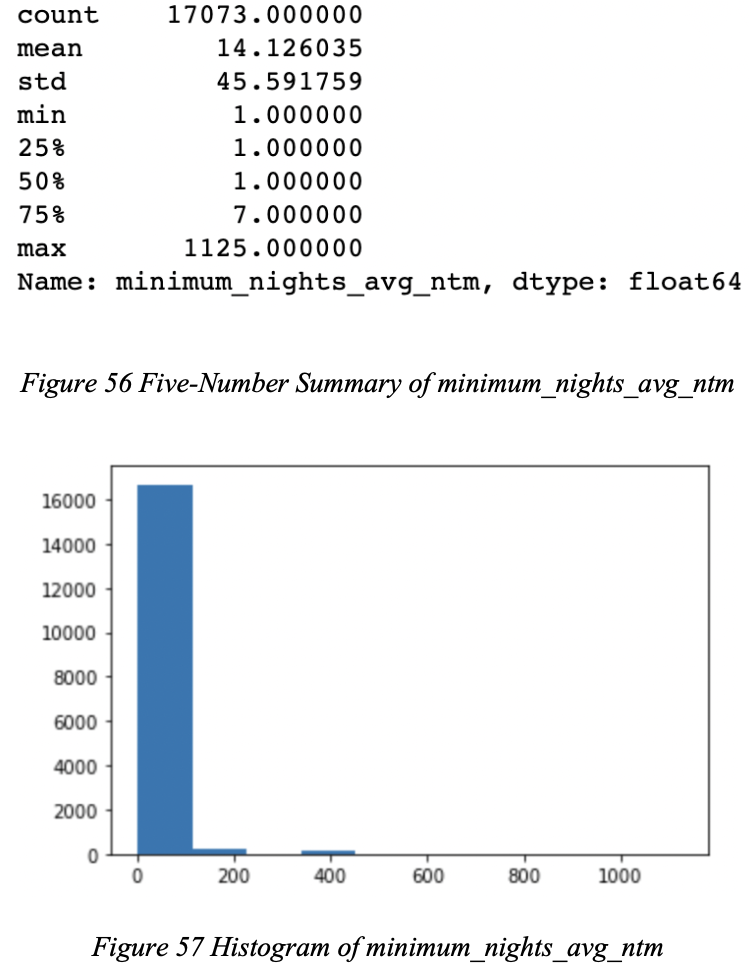 count 17073.000000
mean 14.126035
std 45.591759
min 1.000000
25% 1.000000
50% 1.000000
75% 7.000000
max 1125.000000
Name: minimum_nights_avg_ntm, dtype: float64
Figure 56 Five-Number Summary of minimum_nights_avg_ntm
16000
14000
12000
10000
8000
6000
4000
2000
0
0 200 400 600 800 1000
Figure 57 Histogram of minimum_nights_avg_ntm